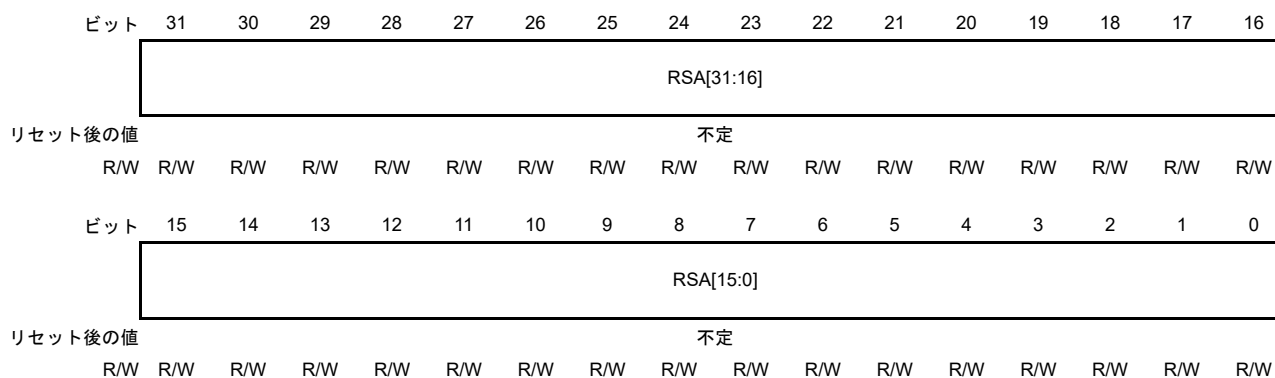 ビット 31 30 29 28 27 26 25 24 23 22 21 20 19 18 17 16
RSA[31:16]
リセット後の値 不定
R/W R/W R/W R/W R/W R/W R/W R/W R/W R/W R/W R/W R/W R/W R/W R/W R/W
ビット 15 14 13 12 11 10 9 8 7 6 5 4 3 2 1 0
RSA[15:0]
リセット後の値 不定
R/W R/W R/W R/W R/W R/W R/W R/W R/W R/W R/W R/W R/W R/W R/W R/W R/W